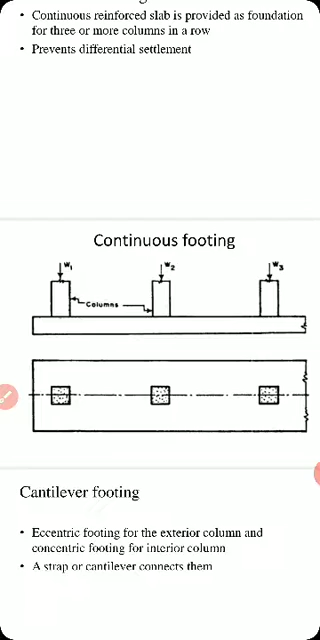 • Continuous reinforced slab is provided as foundation
for three or more columns in a row
• Prevents differential settlement
Continuous footing
W₁ W₂ W₃
Columns
Cantilever footing
• Eccentric footing for the exterior column and
concentric footing for interior column
• A strap or cantilever connects them